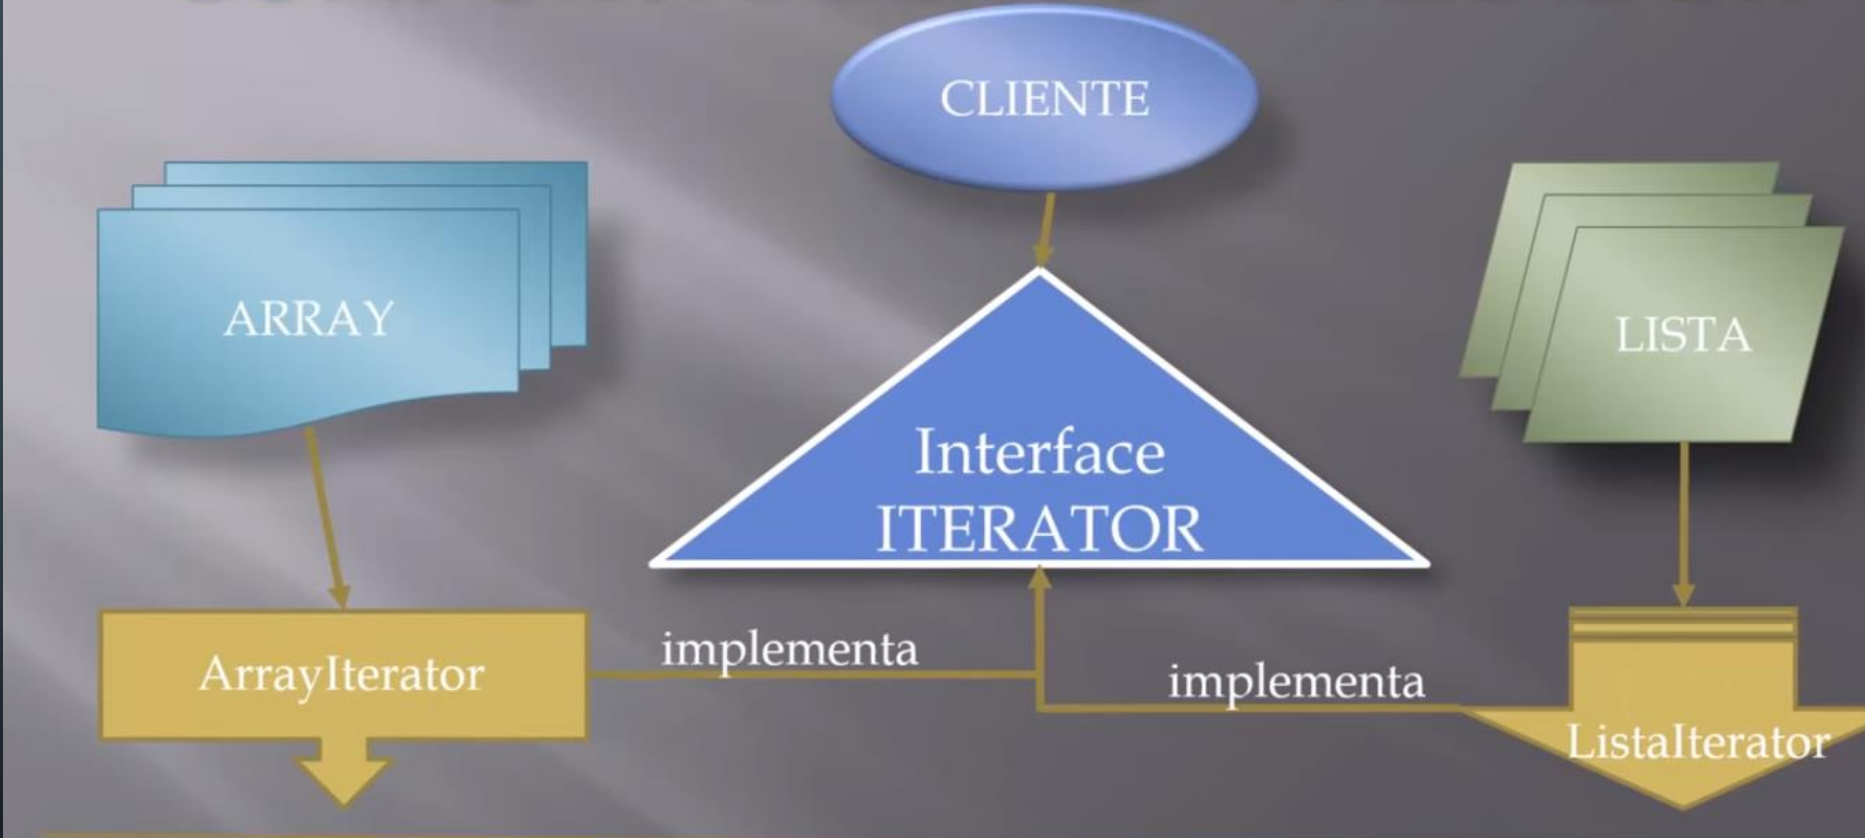 CLIENTE
ARRAY
LISTA
Interface
ITERATOR
ArrayIterator
implementa
implementa
ListaIterator